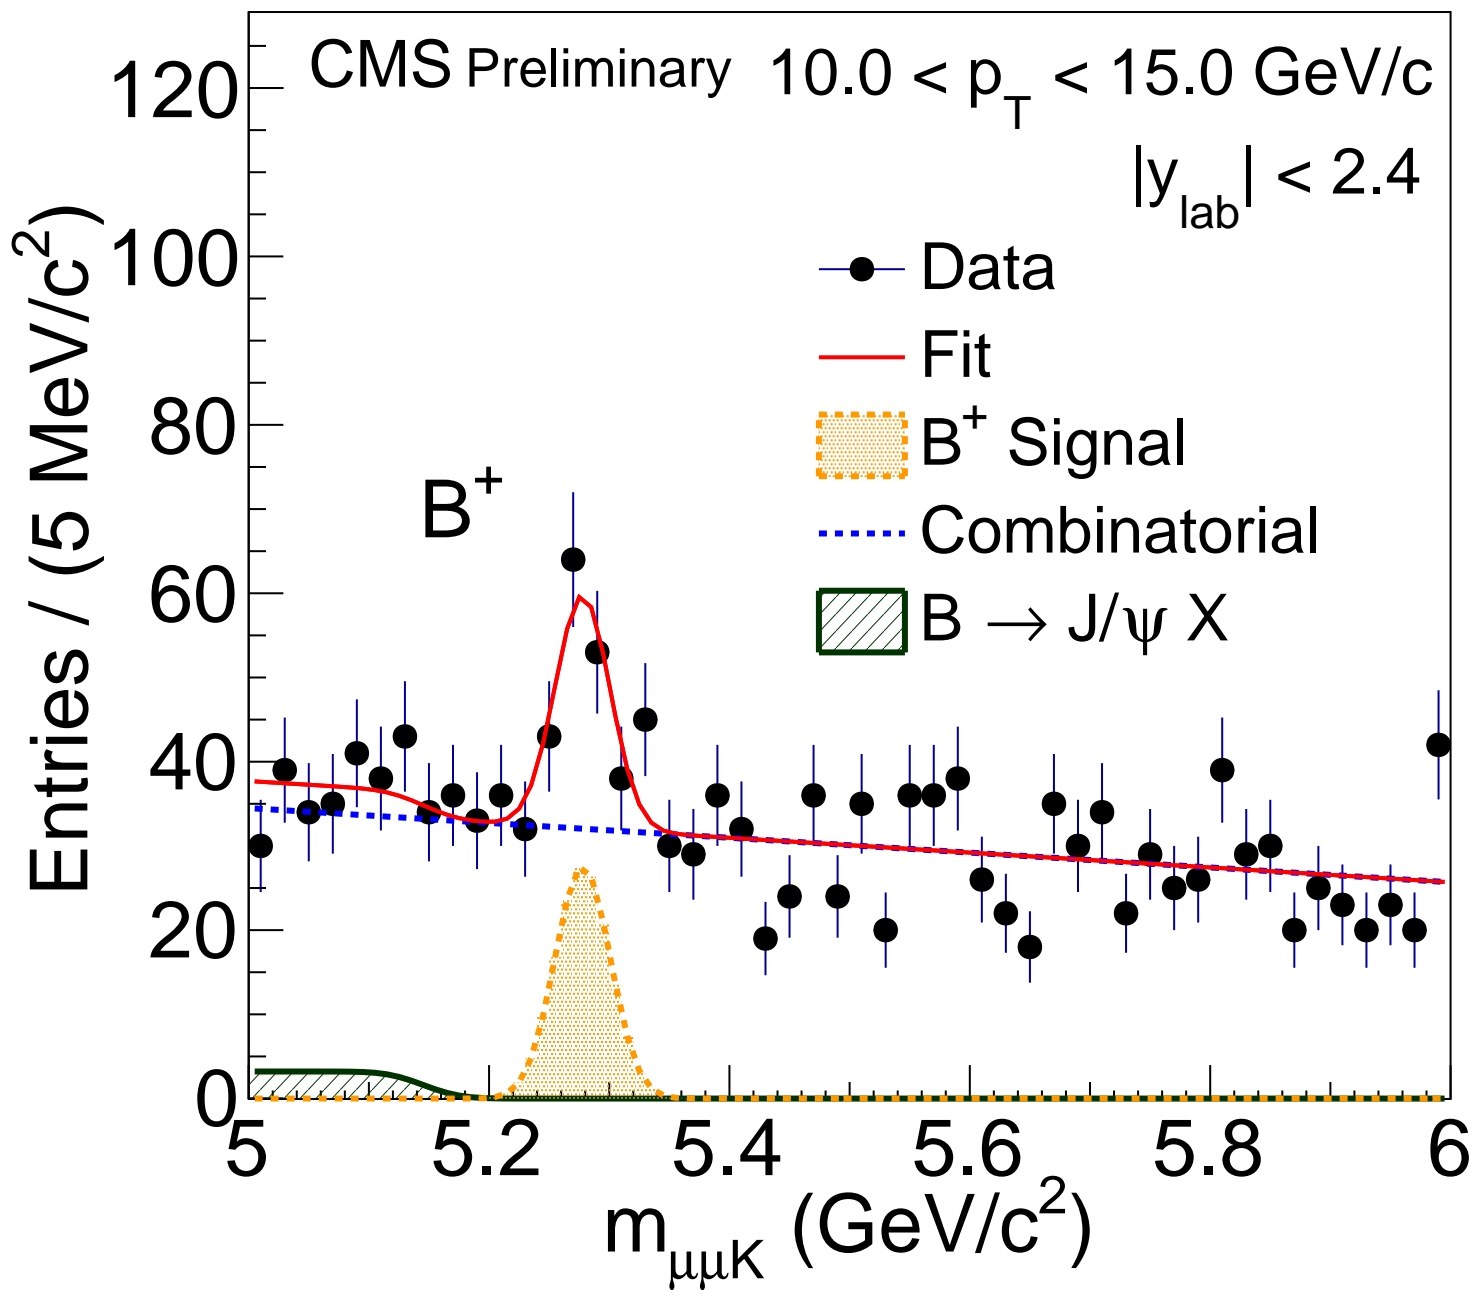 CMS Preliminary 10.0 < p_T < 15.0 GeV/c
|y_lab| < 2.4
Data
Fit
B⁺ Signal
Combinatorial
B → J/ψ X
B⁺
Entries / (5 MeV/c²)
120
100
80
60
40
20
0
5 5.2 5.4 5.6 5.8 6
m_μμK (GeV/c²)